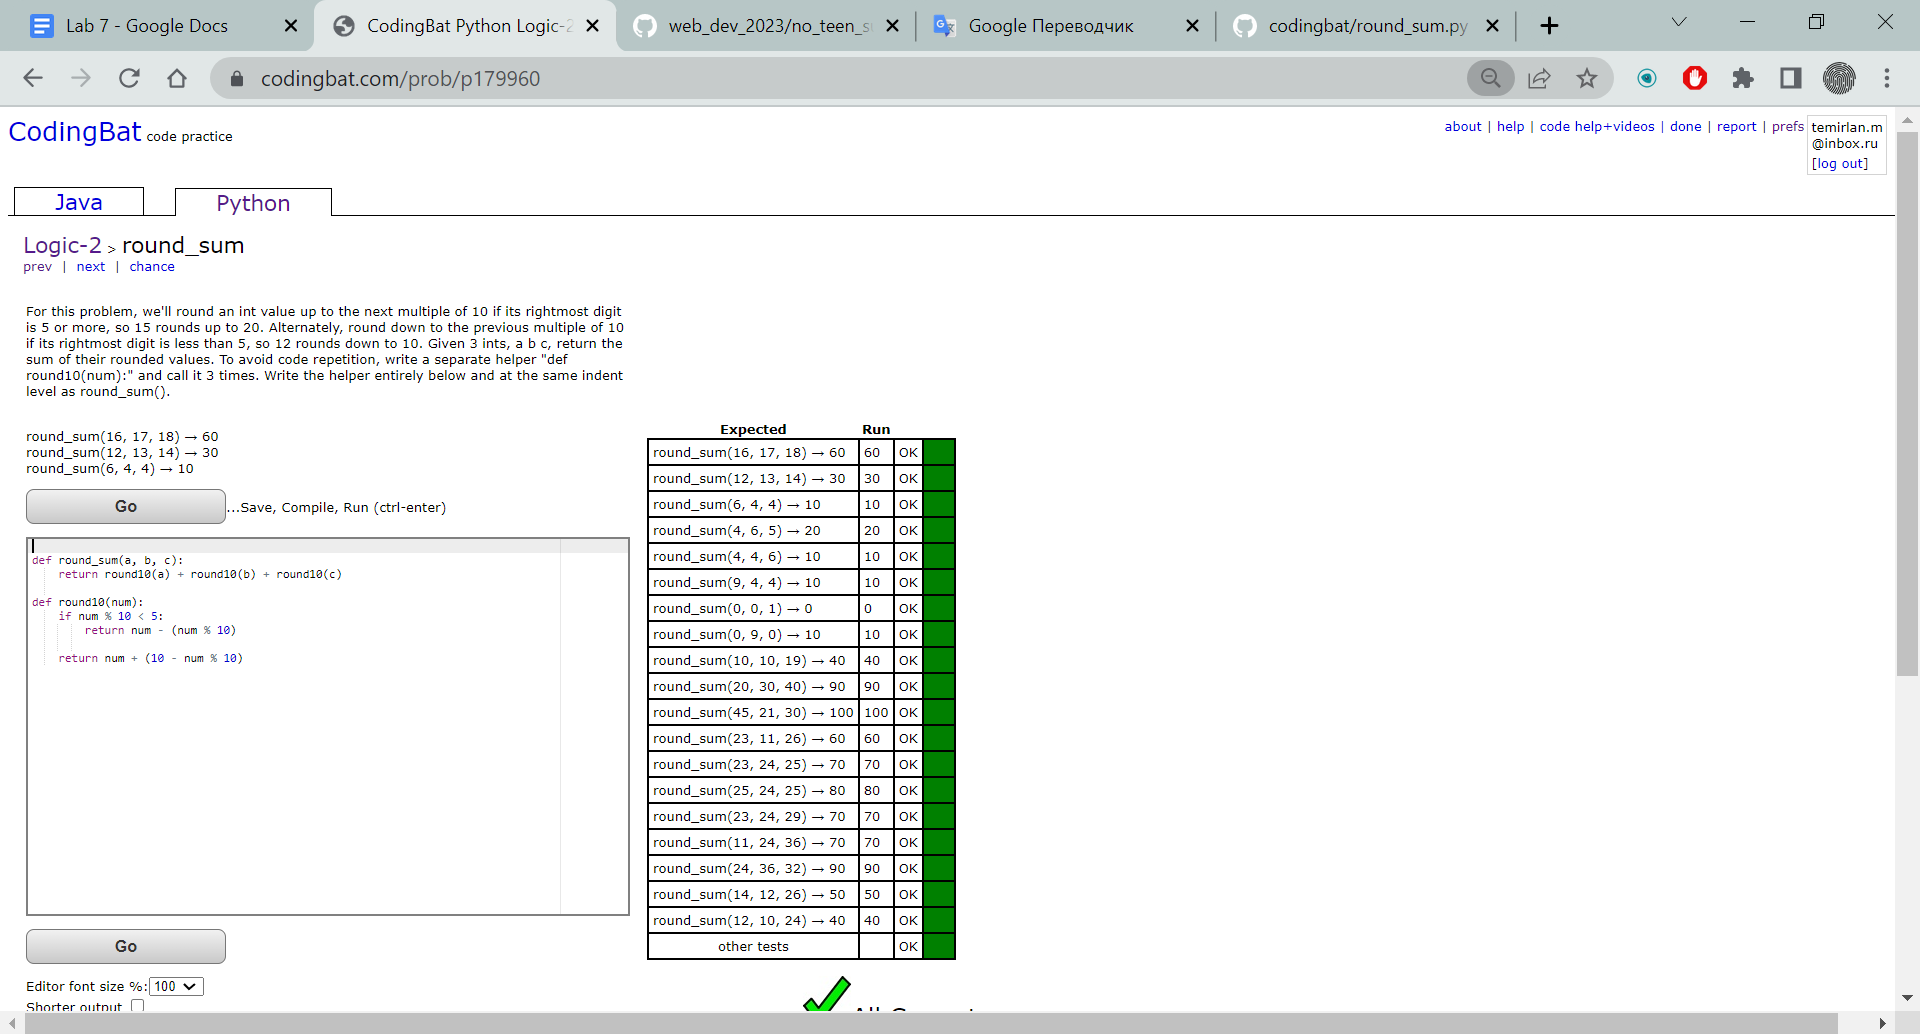 Lab 7 - Google Docs
CodingBat Python Logic-2
web_dev_2023/no_teen_s
Google Переводчик
codingbat/round_sum.py
codingbat.com/prob/p179960
CodingBat code practice
about | help | code help+videos | done | report | prefs
temirlan.m
@inbox.ru
[log out]
Java
Python
Logic-2 > round_sum
prev | next | chance
For this problem, we'll round an int value up to the next multiple of 10 if its rightmost digit
is 5 or more, so 15 rounds up to 20. Alternately, round down to the previous multiple of 10
if its rightmost digit is less than 5, so 12 rounds down to 10. Given 3 ints, a b c, return the
sum of their rounded values. To avoid code repetition, write a separate helper "def
round10(num):" and call it 3 times. Write the helper entirely below and at the same indent
level as round_sum().
round_sum(16, 17, 18) → 60
round_sum(12, 13, 14) → 30
round_sum(6, 4, 4) → 10
Go
...Save, Compile, Run (ctrl-enter)
def round_sum(a, b, c):
    return round10(a) + round10(b) + round10(c)
def round10(num):
    if num % 10 < 5:
        return num - (num % 10)
    return num + (10 - num % 10)
Go
Editor font size %: 100
Shorter output
Expected Run
round_sum(16, 17, 18) → 60 60 OK
round_sum(12, 13, 14) → 30 30 OK
round_sum(6, 4, 4) → 10 10 OK
round_sum(4, 6, 5) → 20 20 OK
round_sum(4, 4, 6) → 10 10 OK
round_sum(9, 4, 4) → 10 10 OK
round_sum(0, 0, 1) → 0 0 OK
round_sum(0, 9, 0) → 10 10 OK
round_sum(10, 10, 19) → 40 40 OK
round_sum(20, 30, 40) → 90 90 OK
round_sum(45, 21, 30) → 100 100 OK
round_sum(23, 11, 26) → 60 60 OK
round_sum(23, 24, 25) → 70 70 OK
round_sum(25, 24, 25) → 80 80 OK
round_sum(23, 24, 29) → 70 70 OK
round_sum(11, 24, 36) → 70 70 OK
round_sum(24, 36, 32) → 90 90 OK
round_sum(14, 12, 26) → 50 50 OK
round_sum(12, 10, 24) → 40 40 OK
other tests OK